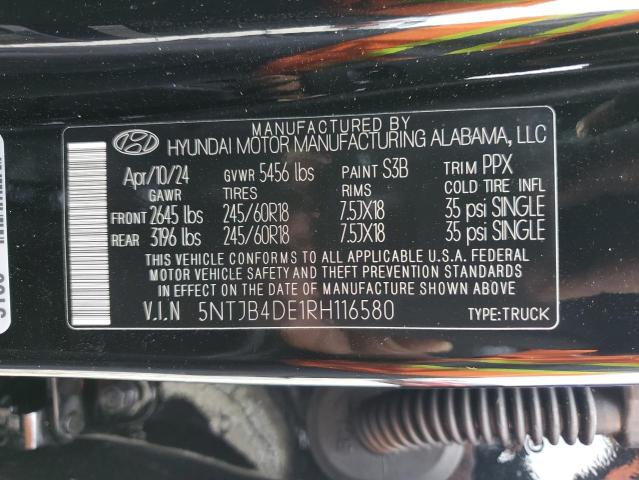 MANUFACTURED BY
HYUNDAI MOTOR MANUFACTURING ALABAMA, LLC
Apr/10/24 GVWR 5456 lbs PAINT S3B TRIM PPX
GAWR TIRES RIMS COLD TIRE INFL
FRONT 2645 lbs 245/60R18 7.5JX18 35 psi SINGLE
REAR 3196 lbs 245/60R18 7.5JX18 35 psi SINGLE
THIS VEHICLE CONFORMS TO ALL APPLICABLE U.S.A. FEDERAL
MOTOR VEHICLE SAFETY AND THEFT PREVENTION STANDARDS
IN EFFECT ON THE DATE OF MANUFACTURE SHOWN ABOVE
V.I.N 5NTJB4DE1RH116580 TYPE:TRUCK